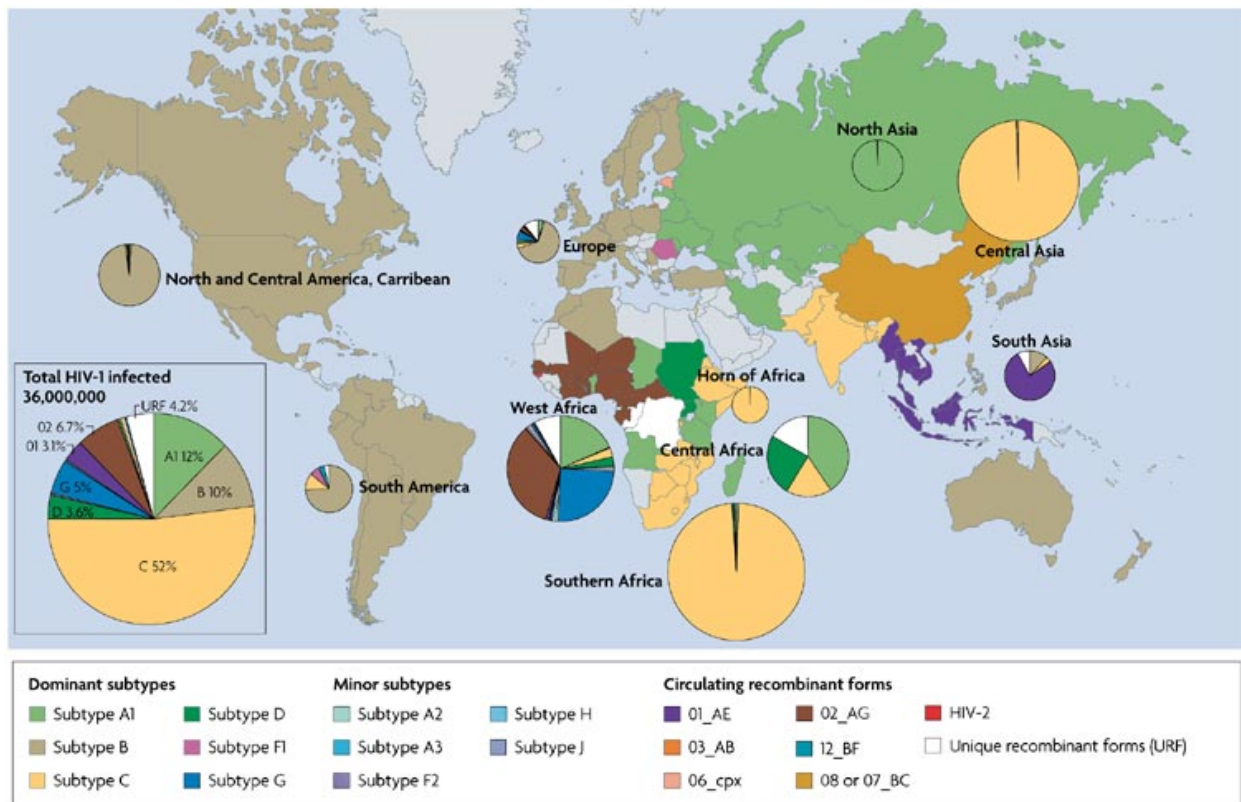 North Asia
Central Asia
Europe
North and Central America, Carribean
South Asia
Horn of Africa
West Africa
Central Africa
South America
Southern Africa
Total HIV-1 infected
36,000,000
URF 4.2%
02 6.7%
01 3.1%
A1 12%
G 5%
B 10%
D 3.6%
C 52%
Dominant subtypes
Subtype A1
Subtype B
Subtype C
Subtype D
Subtype F1
Subtype G
Minor subtypes
Subtype A2
Subtype A3
Subtype F2
Subtype H
Subtype J
Circulating recombinant forms
01_AE
03_AB
06_cpx
02_AG
12_BF
08 or 07_BC
HIV-2
Unique recombinant forms (URF)